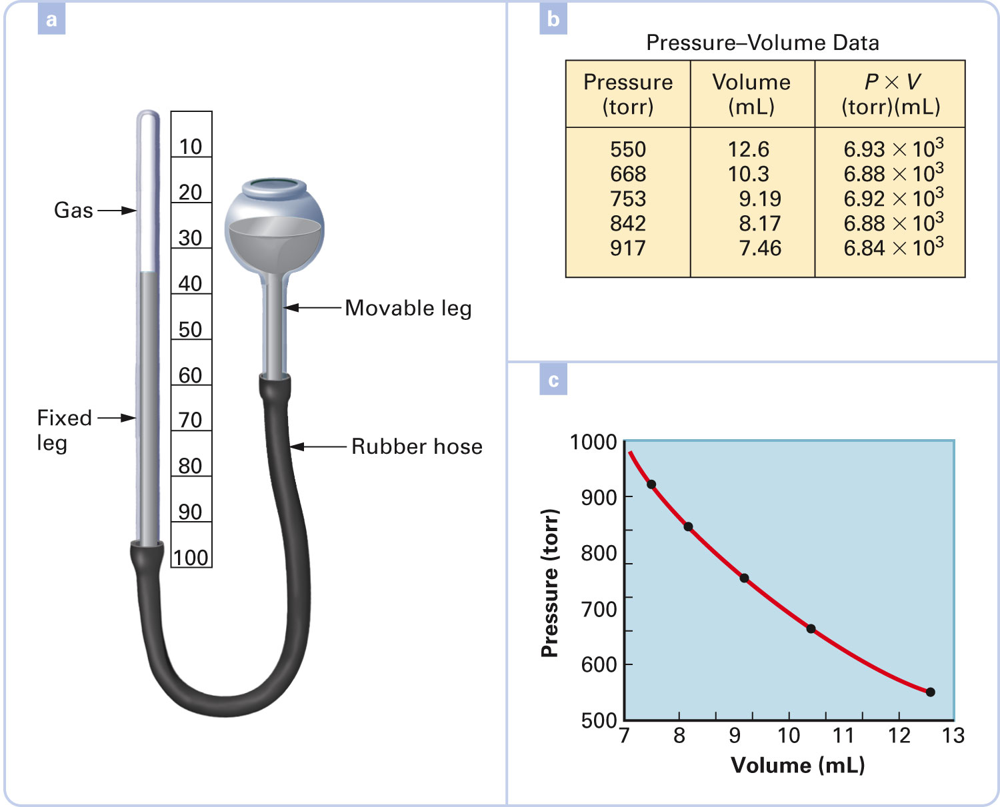 a
10
20
30
40
50
60
70
80
90
100
Gas
Fixed
leg
Movable leg
Rubber hose
b
Pressure–Volume Data
Pressure (torr) Volume (mL) P × V (torr)(mL)
550 12.6 6.93 × 10³
668 10.3 6.88 × 10³
753 9.19 6.92 × 10³
842 8.17 6.88 × 10³
917 7.46 6.84 × 10³
c
Pressure (torr)
1000
900
800
700
600
500
7 8 9 10 11 12 13
Volume (mL)